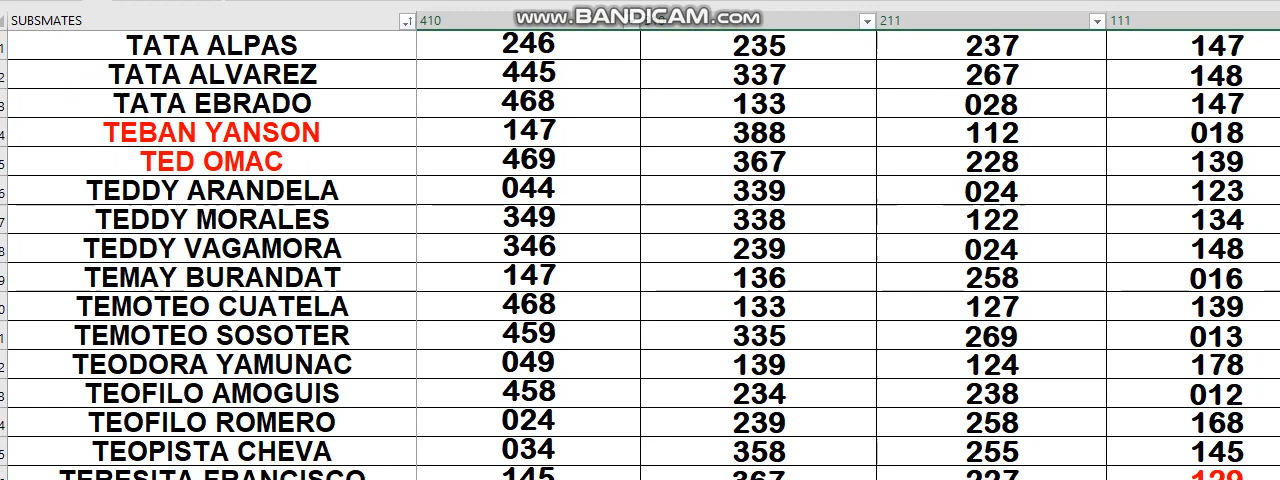 www.BANDICAM.com
SUBSMATES 410 211 111
TATA ALPAS 246 235 237 147
TATA ALVAREZ 445 337 267 148
TATA EBRADO 468 133 028 147
TEBAN YANSON 147 388 112 018
TED OMAC 469 367 228 139
TEDDY ARANDELA 044 339 024 123
TEDDY MORALES 349 338 122 134
TEDDY VAGAMORA 346 239 024 148
TEMAY BURANDAT 147 136 258 016
TEMOTEO CUATELA 468 133 127 139
TEMOTEO SOSOTER 459 335 269 013
TEODORA YAMUNAC 049 139 124 178
TEOFILO AMOGUIS 458 234 238 012
TEOFILO ROMERO 024 239 258 168
TEOPISTA CHEVA 034 358 255 145
TERESITA FRANCISCO 145 367 227 129